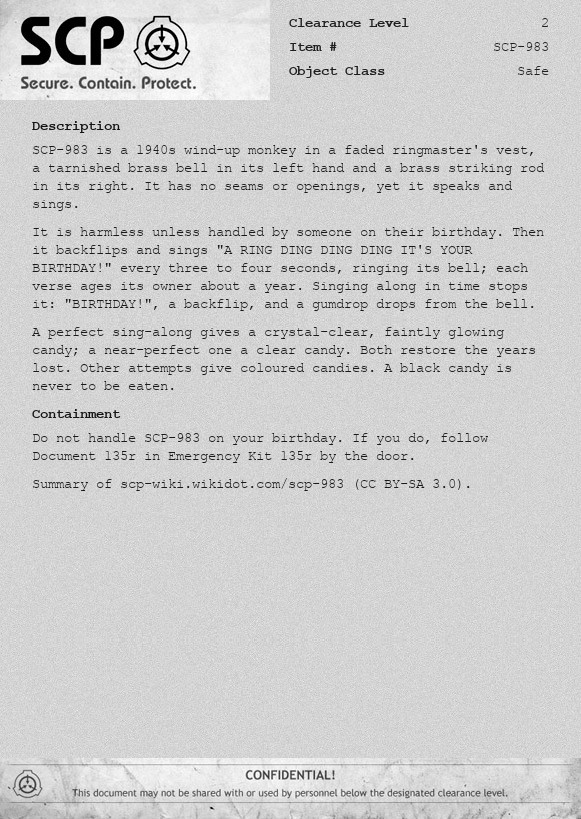 SCP
Secure. Contain. Protect.
Clearance Level 2
Item # SCP-983
Object Class Safe
Description
SCP-983 is a 1940s wind-up monkey in a faded ringmaster's vest,
a tarnished brass bell in its left hand and a brass striking rod
in its right. It has no seams or openings, yet it speaks and
sings.
It is harmless unless handled by someone on their birthday. Then
it backflips and sings "A RING DING DING DING IT'S YOUR
BIRTHDAY!" every three to four seconds, ringing its bell; each
verse ages its owner about a year. Singing along in time stops
it: "BIRTHDAY!", a backflip, and a gumdrop drops from the bell.
A perfect sing-along gives a crystal-clear, faintly glowing
candy; a near-perfect one a clear candy. Both restore the years
lost. Other attempts give coloured candies. A black candy is
never to be eaten.
Containment
Do not handle SCP-983 on your birthday. If you do, follow
Document 135r in Emergency Kit 135r by the door.
Summary of scp-wiki.wikidot.com/scp-983 (CC BY-SA 3.0).
CONFIDENTIAL!
This document may not be shared with or used by personnel below the designated clearance level.